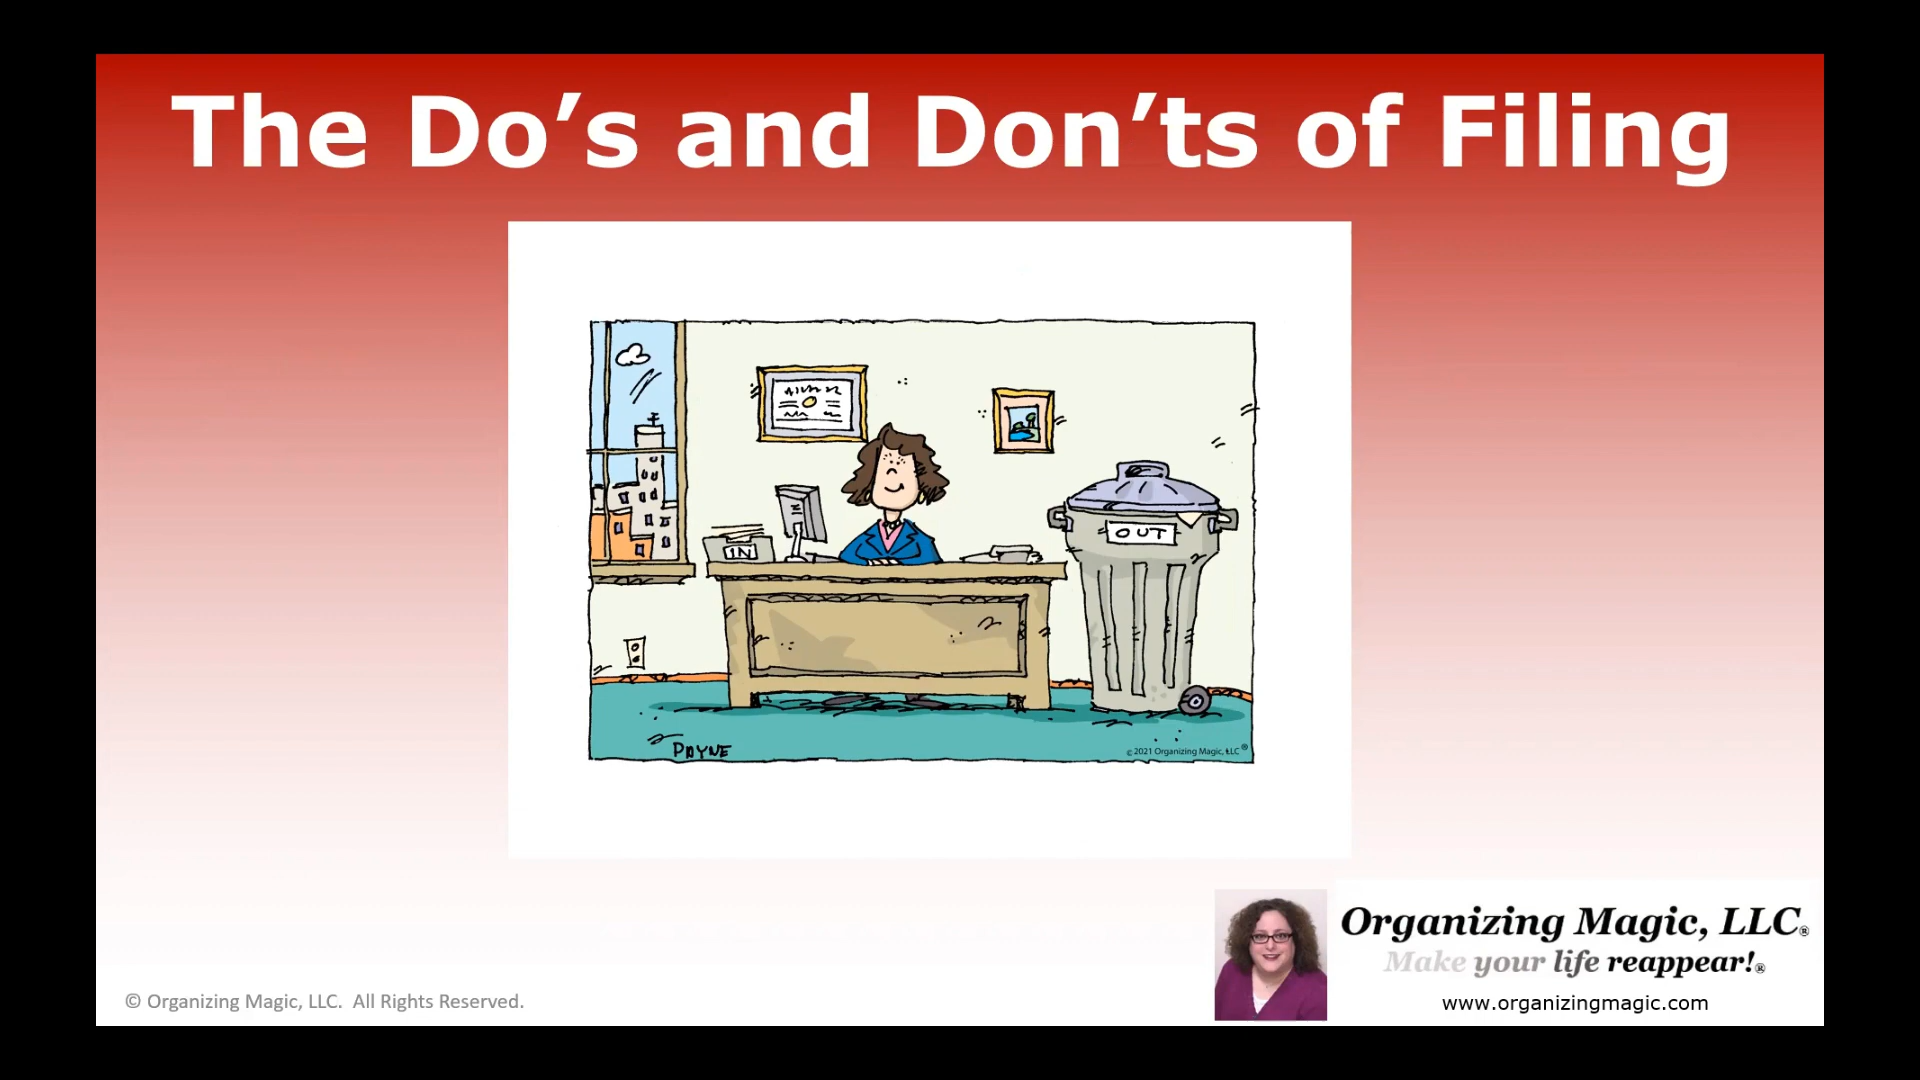 The Do’s and Don’ts of Filing
IN
OUT
PAYNE
© 2021 Organizing Magic, LLC ®
Organizing Magic, LLC®
Make your life reappear!®
www.organizingmagic.com
© Organizing Magic, LLC. All Rights Reserved.